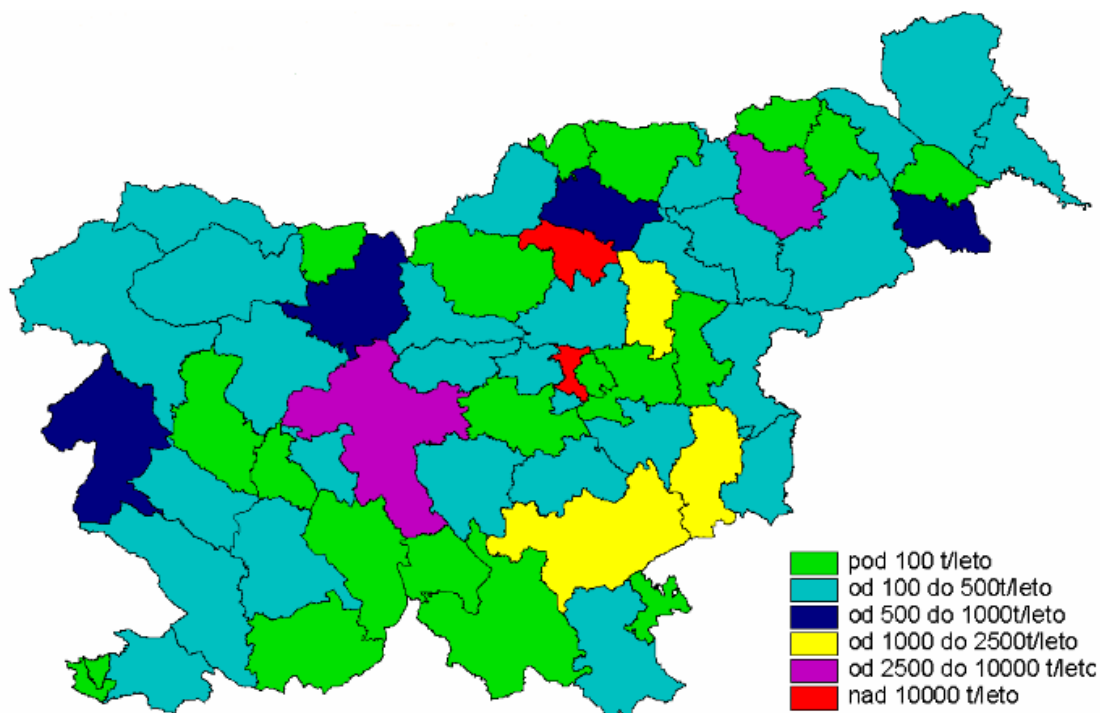 pod 100 t/leto
od 100 do 500t/leto
od 500 do 1000t/leto
od 1000 do 2500t/leto
od 2500 do 10000 t/letc
nad 10000 t/leto